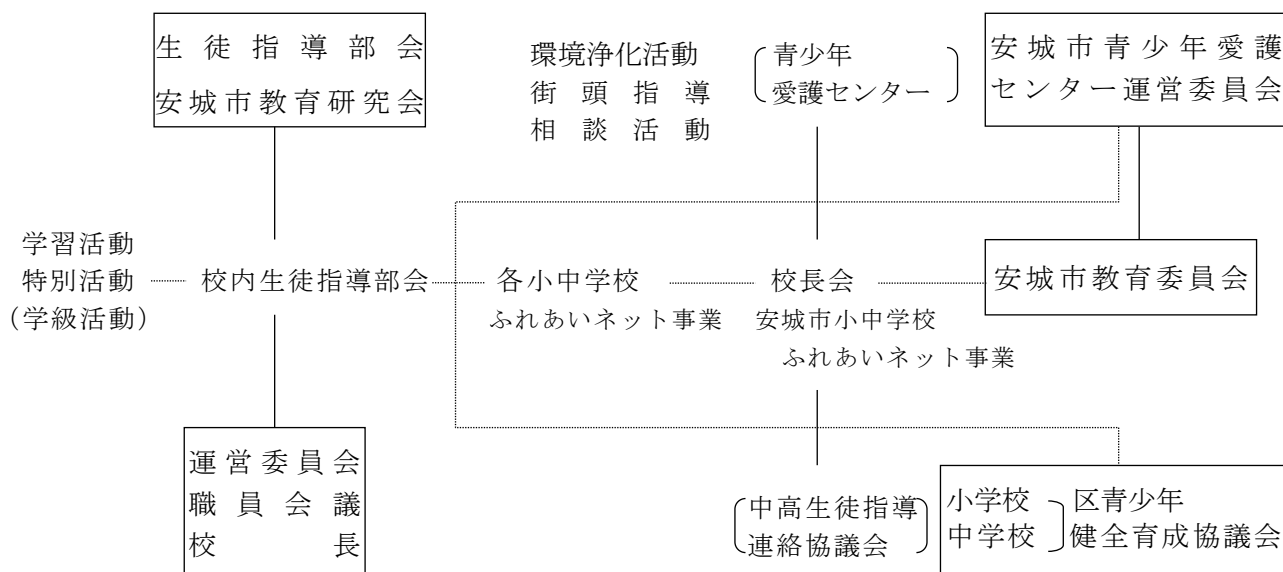 生徒指導部会
安城市教育研究会
環境浄化活動
街頭指導
相談活動
青少年
愛護センター
安城市青少年愛護
センター運営委員会
学習活動
特別活動
(学級活動)
校内生徒指導部会
各小中学校
ふれあいネット事業
校長会
安城市小中学校
ふれあいネット事業
安城市教育委員会
運営委員会
職員会議
校長
中高生徒指導
連絡協議会
小学校
中学校
区青少年
健全育成協議会